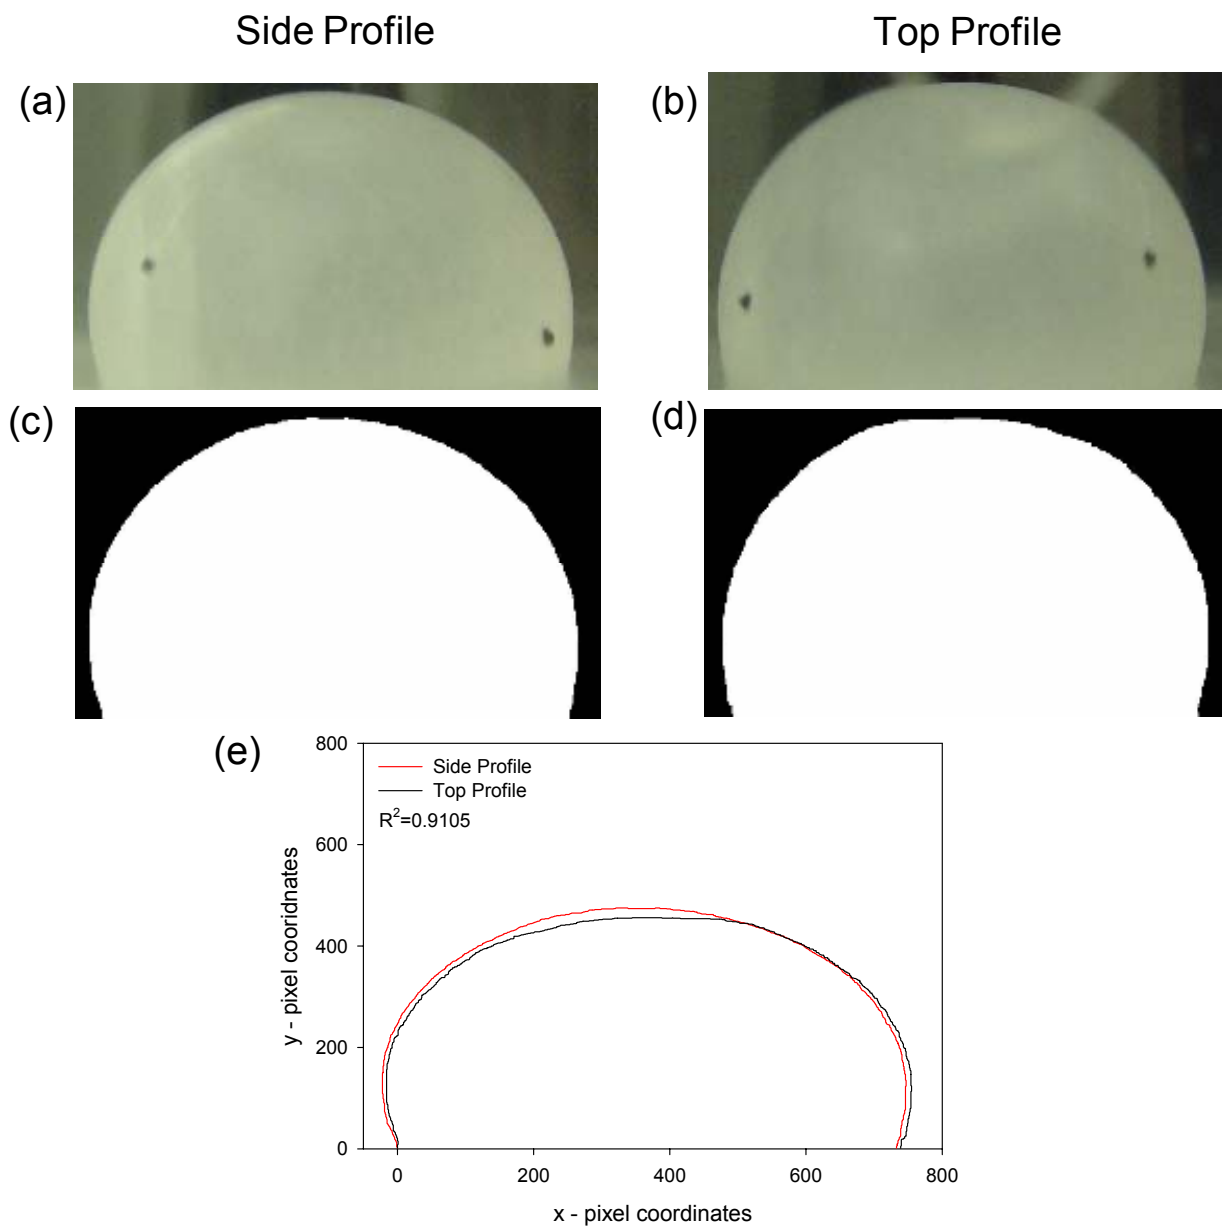 Side Profile
Top Profile
(a)
(b)
(c)
(d)
(e)
800
600
400
200
0
y - pixel cooridnates
Side Profile
Top Profile
R²=0.9105
0
200
400
600
800
x - pixel coordinates